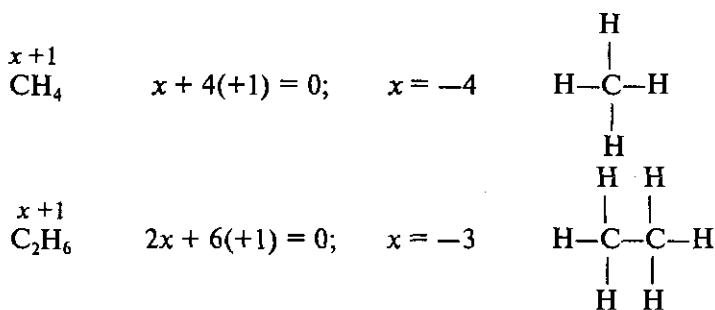 x +1
CH₄ x + 4(+1) = 0; x = −4
H
H—C—H
H
x +1
C₂H₆ 2x + 6(+1) = 0; x = −3
H H
H—C—C—H
H H